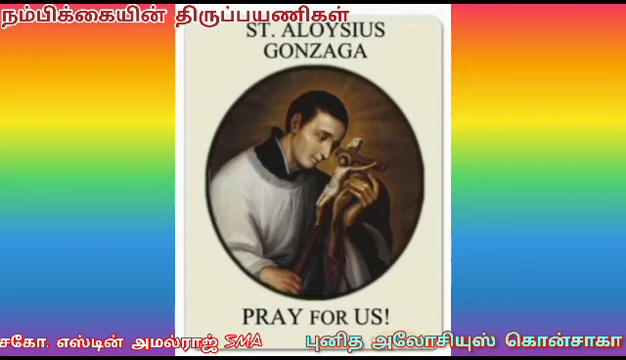 நம்பிக்கையின் திருப்பயணிகள்
ST. ALOYSIUS
GONZAGA
PRAY FOR US!
சகோ. எஸ்டின் அமல்ராஜ் SMA
புனித அலோசியுஸ் கொன்சாகா